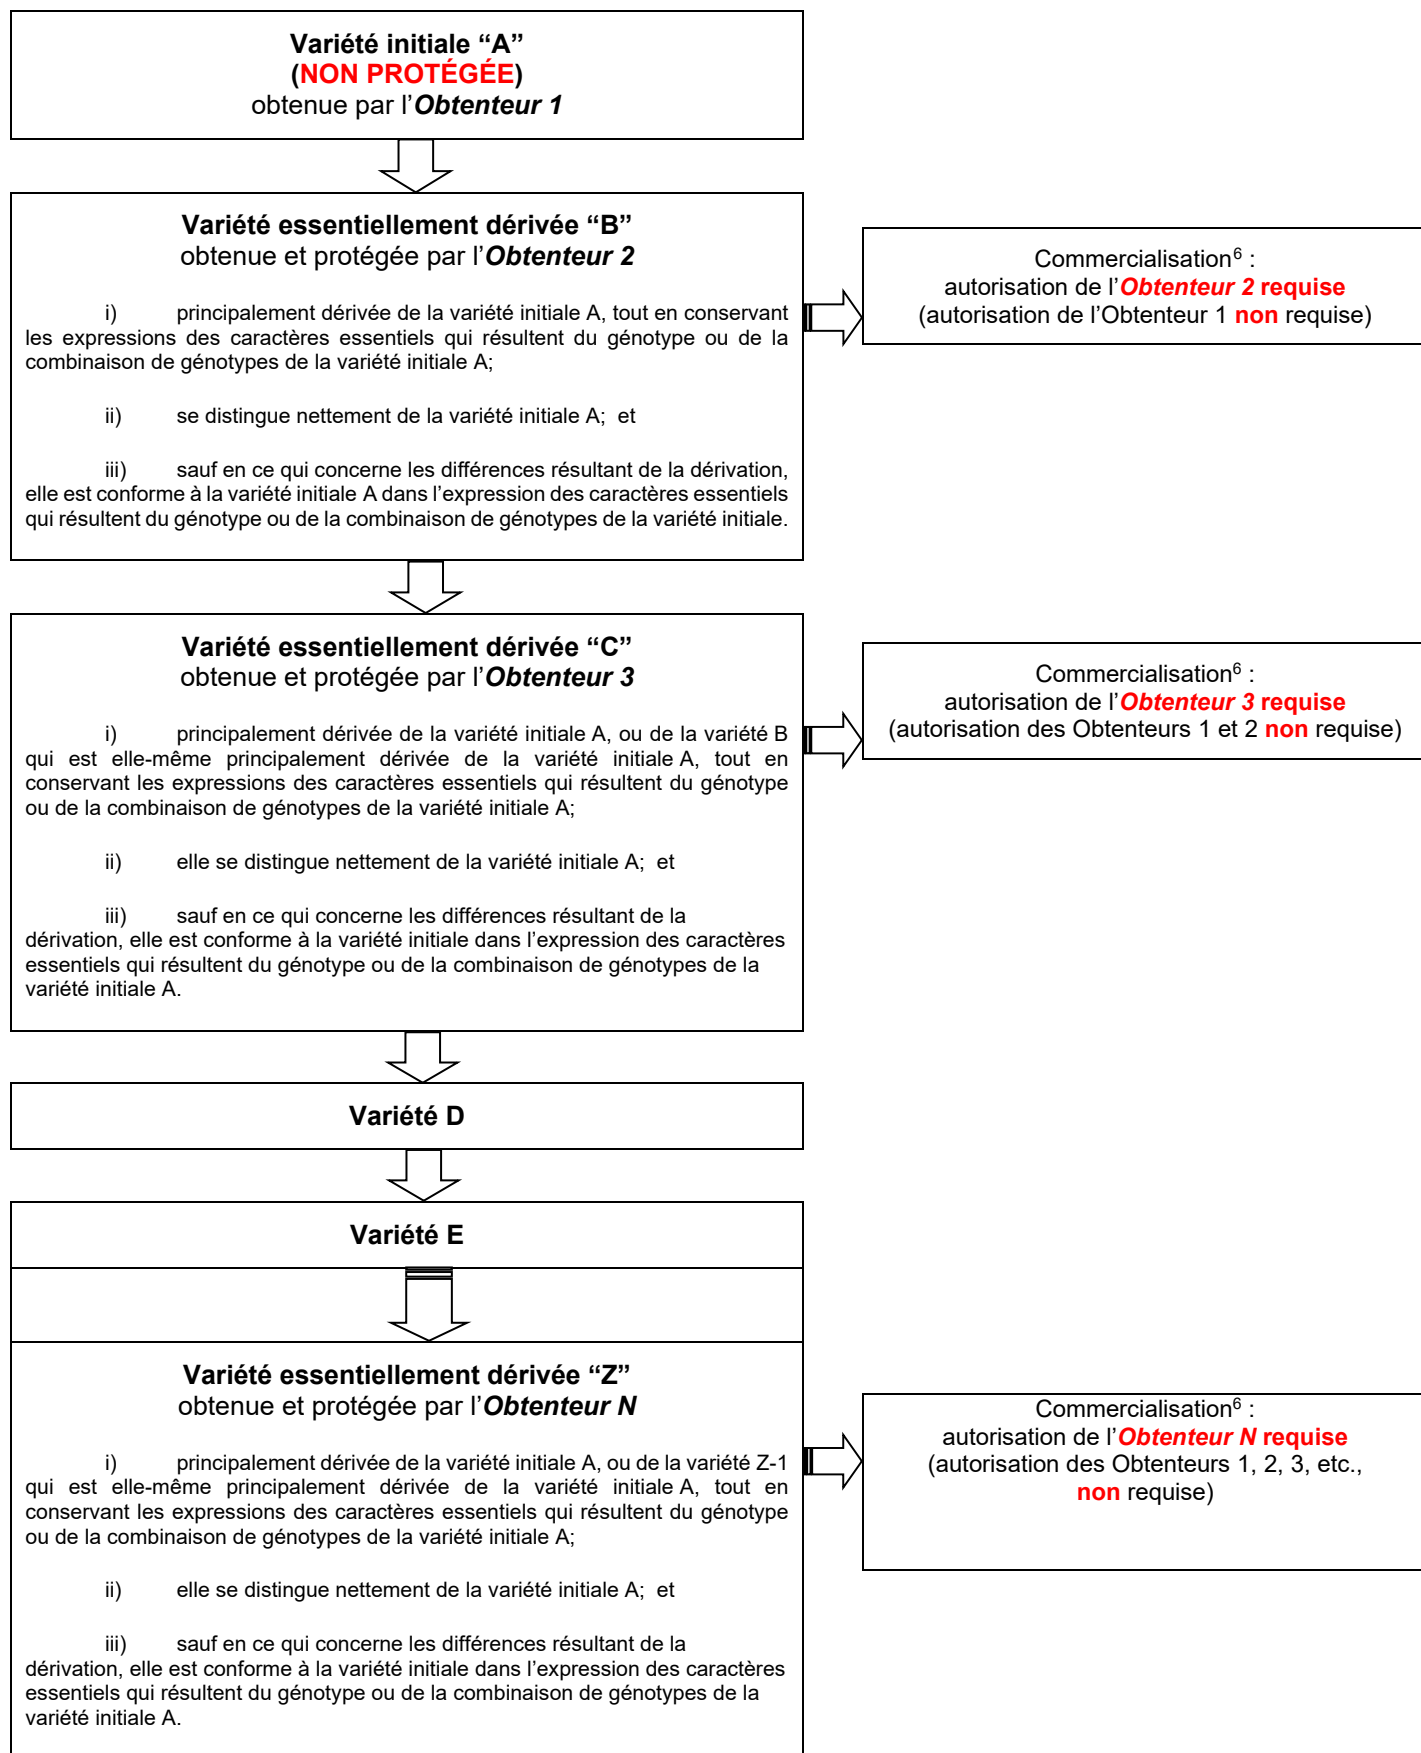 Variété initiale “A”
(NON PROTÉGÉE)
obtenue par l’Obtenteur 1
Variété essentiellement dérivée “B”
obtenue et protégée par l’Obtenteur 2
i) principalement dérivée de la variété initiale A, tout en conservant
les expressions des caractères essentiels qui résultent du génotype ou de la
combinaison de génotypes de la variété initiale A;
ii) se distingue nettement de la variété initiale A; et
iii) sauf en ce qui concerne les différences résultant de la dérivation,
elle est conforme à la variété initiale A dans l’expression des caractères essentiels
qui résultent du génotype ou de la combinaison de génotypes de la variété initiale.
Commercialisation⁶ :
autorisation de l’Obtenteur 2 requise
(autorisation de l’Obtenteur 1 non requise)
Variété essentiellement dérivée “C”
obtenue et protégée par l’Obtenteur 3
i) principalement dérivée de la variété initiale A, ou de la variété B
qui est elle-même principalement dérivée de la variété initiale A, tout en
conservant les expressions des caractères essentiels qui résultent du génotype
ou de la combinaison de génotypes de la variété initiale A;
ii) elle se distingue nettement de la variété initiale A; et
iii) sauf en ce qui concerne les différences résultant de la
dérivation, elle est conforme à la variété initiale dans l’expression des caractères
essentiels qui résultent du génotype ou de la combinaison de génotypes de la
variété initiale A.
Commercialisation⁶ :
autorisation de l’Obtenteur 3 requise
(autorisation des Obtenteurs 1 et 2 non requise)
Variété D
Variété E
Variété essentiellement dérivée “Z”
obtenue et protégée par l’Obtenteur N
i) principalement dérivée de la variété initiale A, ou de la variété Z-1
qui est elle-même principalement dérivée de la variété initiale A, tout en
conservant les expressions des caractères essentiels qui résultent du génotype
ou de la combinaison de génotypes de la variété initiale A;
ii) elle se distingue nettement de la variété initiale A; et
iii) sauf en ce qui concerne les différences résultant de la
dérivation, elle est conforme à la variété initiale dans l’expression des caractères
essentiels qui résultent du génotype ou de la combinaison de génotypes de la
variété initiale A.
Commercialisation⁶ :
autorisation de l’Obtenteur N requise
(autorisation des Obtenteurs 1, 2, 3, etc.,
non requise)